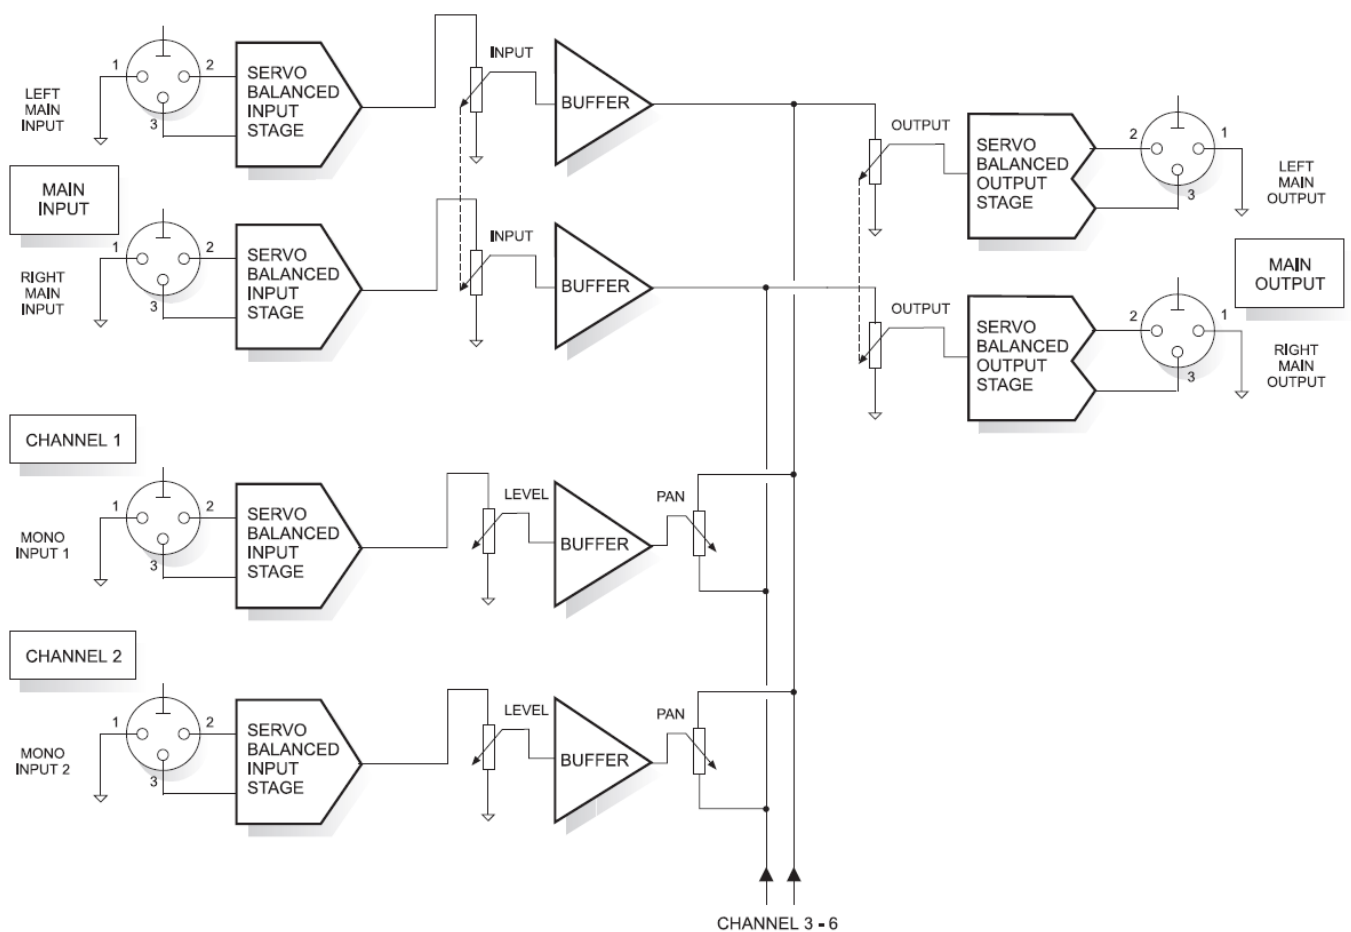 1
2
3
LEFT
MAIN
INPUT
SERVO
BALANCED
INPUT
STAGE
INPUT
BUFFER
OUTPUT
SERVO
BALANCED
OUTPUT
STAGE
2
1
3
LEFT
MAIN
OUTPUT
MAIN
INPUT
MAIN
OUTPUT
1
2
3
RIGHT
MAIN
INPUT
SERVO
BALANCED
INPUT
STAGE
INPUT
BUFFER
OUTPUT
SERVO
BALANCED
OUTPUT
STAGE
2
1
3
RIGHT
MAIN
OUTPUT
CHANNEL 1
1
2
3
MONO
INPUT 1
SERVO
BALANCED
INPUT
STAGE
LEVEL
BUFFER
PAN
CHANNEL 2
1
2
3
MONO
INPUT 2
SERVO
BALANCED
INPUT
STAGE
LEVEL
BUFFER
PAN
CHANNEL 3 - 6